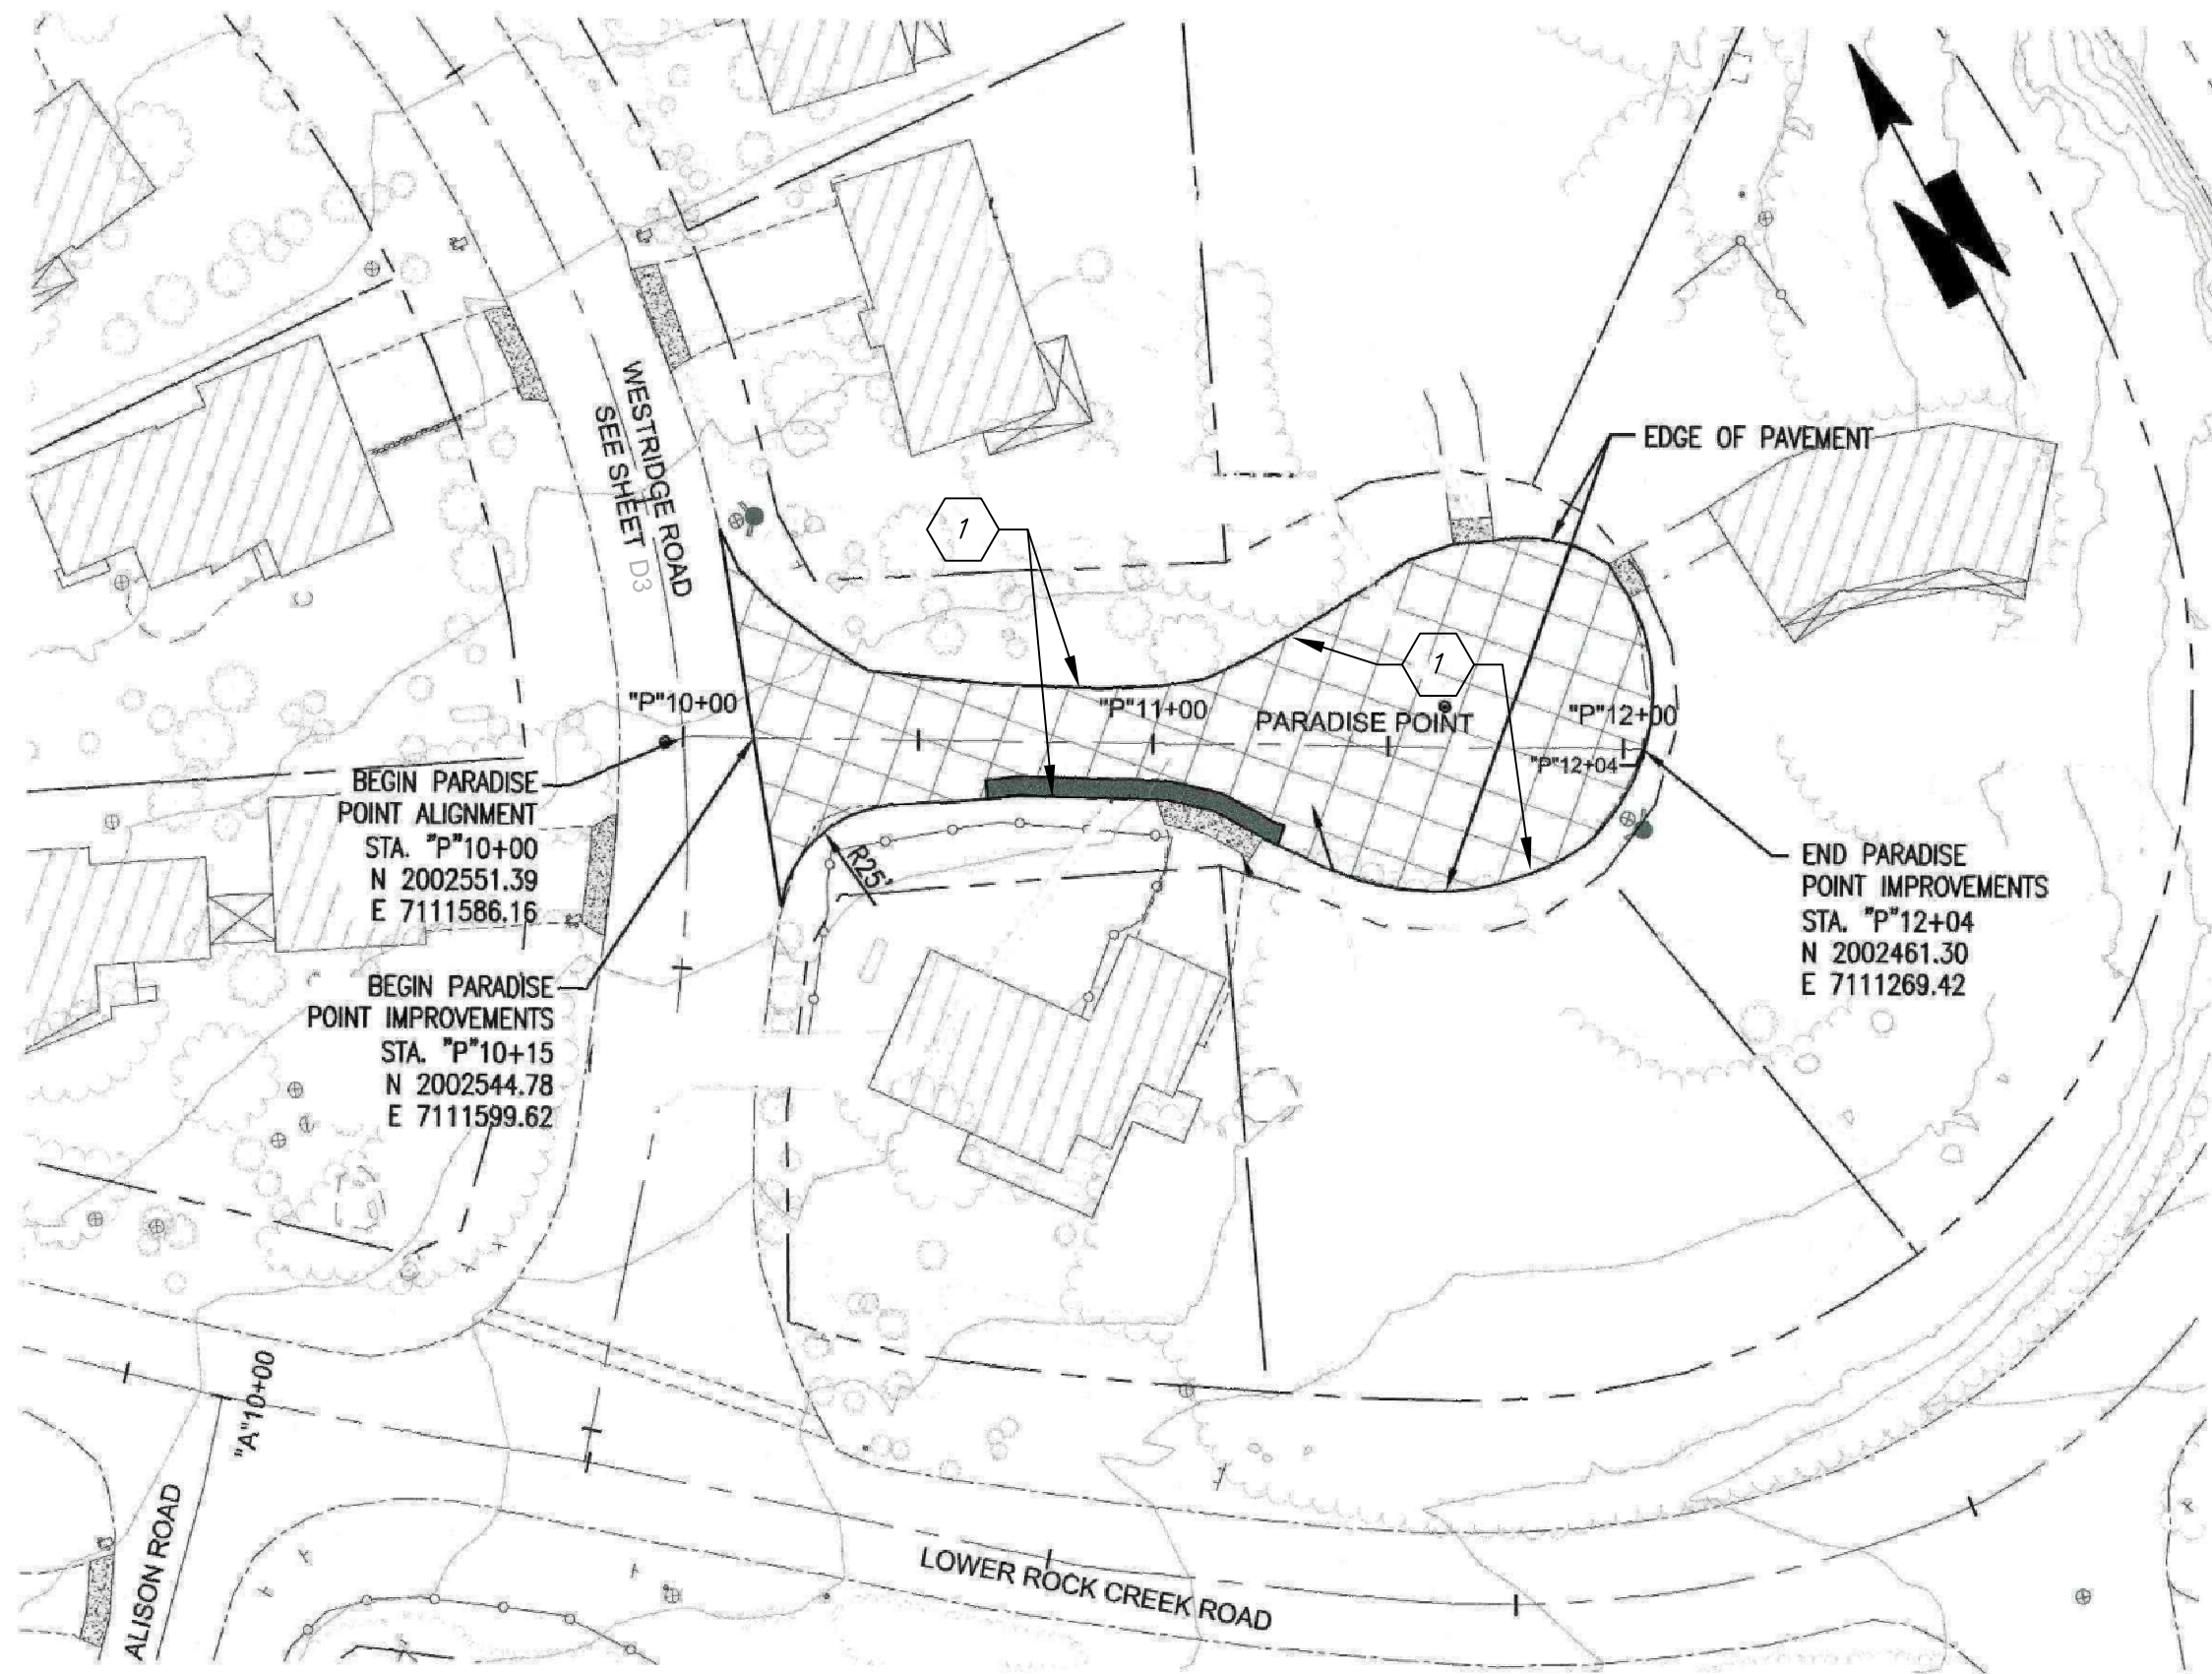 EDGE OF PAVEMENT
WESTRIDGE ROAD
SEE SHEET D3
1
1
"P"10+00
"P"11+00
PARADISE POINT
"P"12+00
"P"12+04
BEGIN PARADISE
POINT ALIGNMENT
STA. "P"10+00
N 2002551.39
E 7111586.16
R25'
END PARADISE
POINT IMPROVEMENTS
STA. "P"12+04
N 2002461.30
E 7111269.42
BEGIN PARADISE
POINT IMPROVEMENTS
STA. "P"10+15
N 2002544.78
E 7111599.62
"A"10+00
ALISON ROAD
LOWER ROCK CREEK ROAD
N